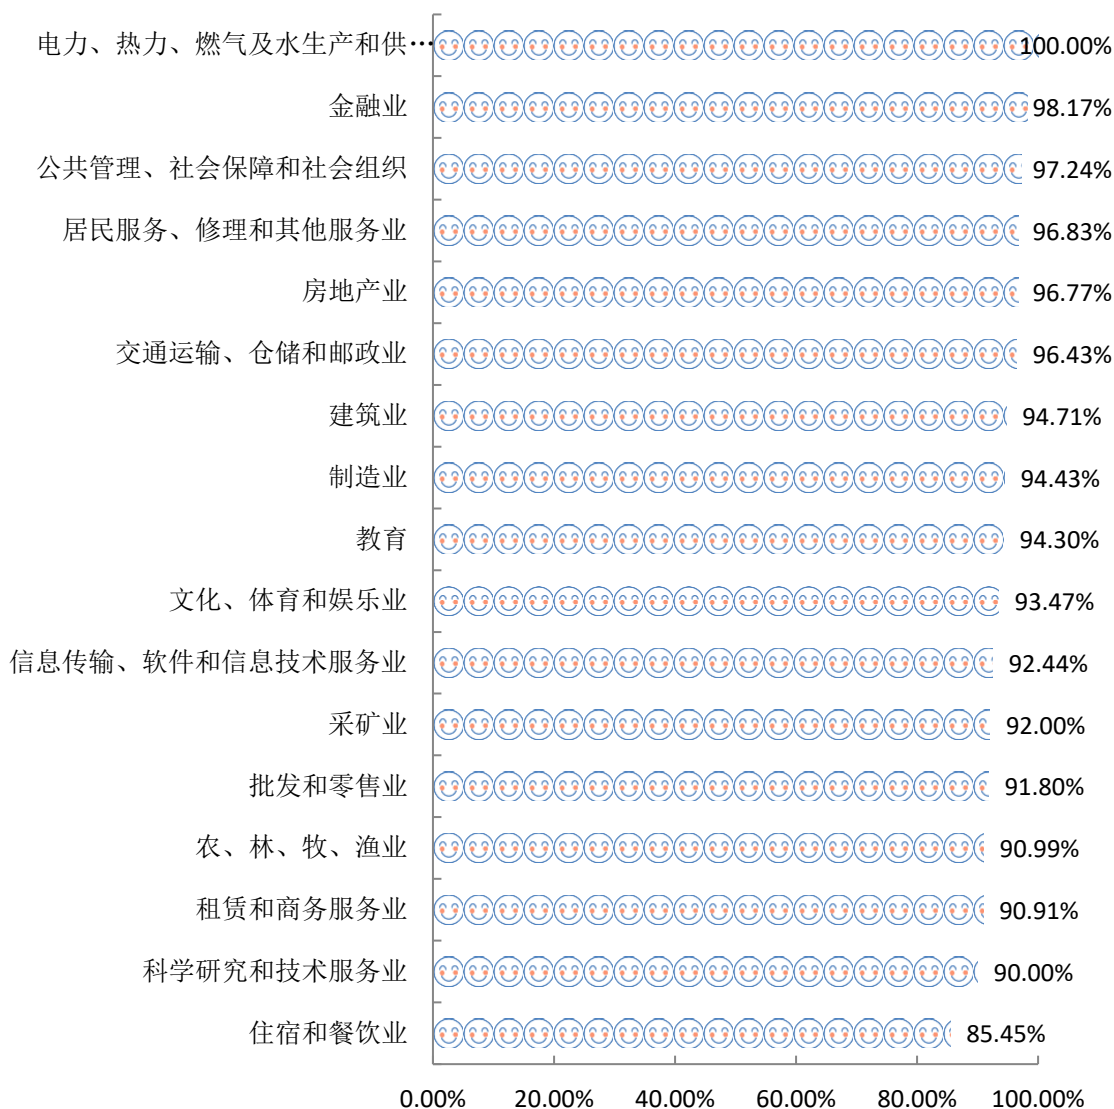 电力、热力、燃气及水生产和供… 100.00%
金融业 98.17%
公共管理、社会保障和社会组织 97.24%
居民服务、修理和其他服务业 96.83%
房地产业 96.77%
交通运输、仓储和邮政业 96.43%
建筑业 94.71%
制造业 94.43%
教育 94.30%
文化、体育和娱乐业 93.47%
信息传输、软件和信息技术服务业 92.44%
采矿业 92.00%
批发和零售业 91.80%
农、林、牧、渔业 90.99%
租赁和商务服务业 90.91%
科学研究和技术服务业 90.00%
住宿和餐饮业 85.45%
0.00% 20.00% 40.00% 60.00% 80.00% 100.00%